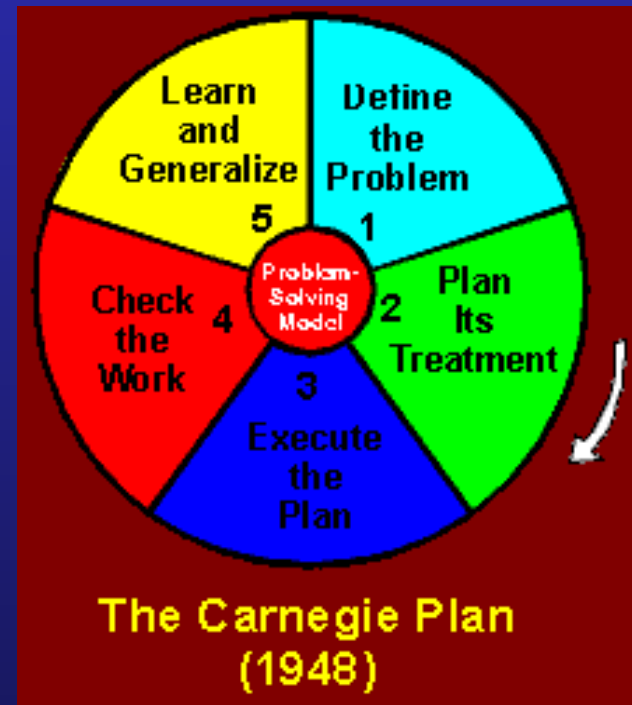 Define
the
Problem
1
Plan
Its
Treatment
2
3
Execute
the
Plan
Check
the
Work
4
Learn
and
Generalize
5
Problem-
Solving
Model
The Carnegie Plan
(1948)